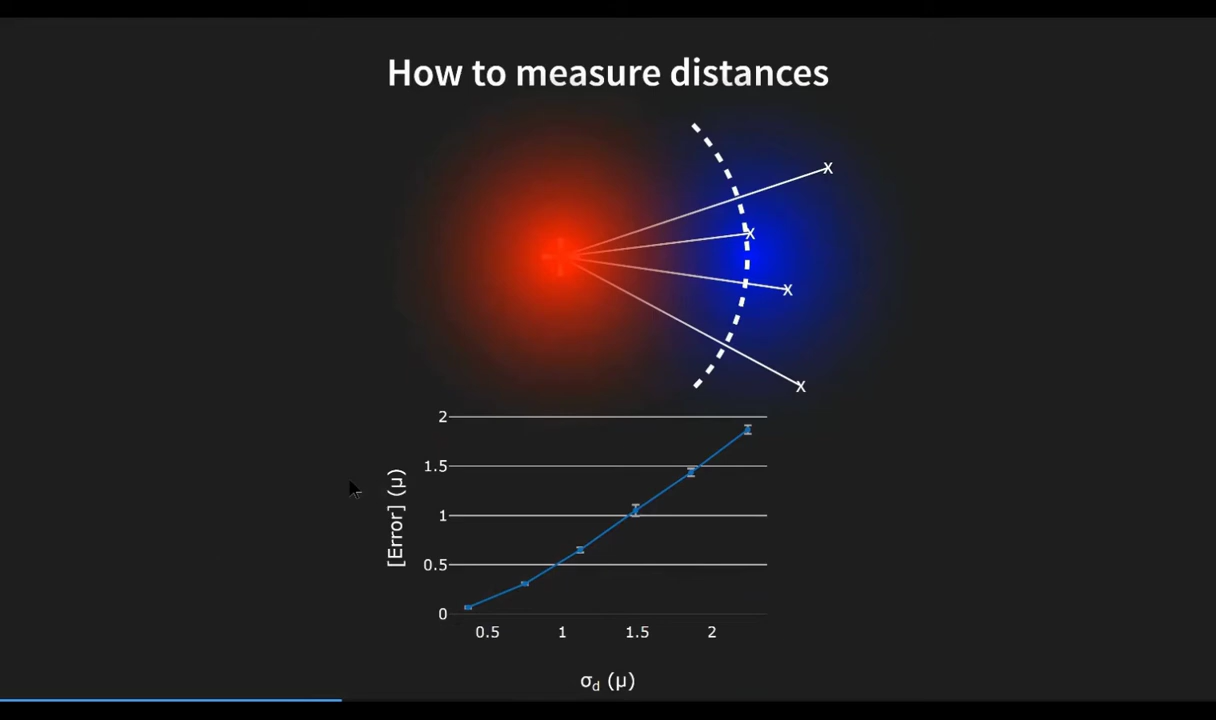 How to measure distances
x
x
x
x
2
1.5
1
0.5
0
[Error] (μ)
0.5 1 1.5 2
σd (μ)